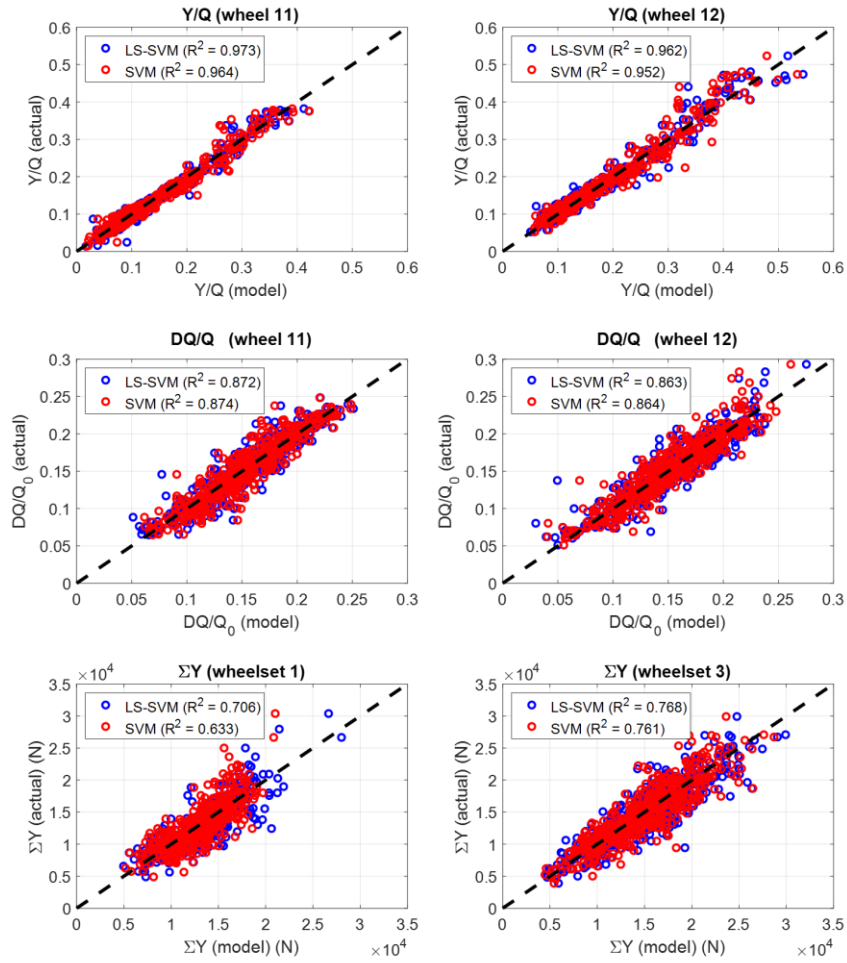 Y/Q (wheel 11)
LS-SVM (R² = 0.973)
SVM (R² = 0.964)
0.6
0.5
0.4
0.3
0.2
0.1
0
Y/Q (actual)
0 0.1 0.2 0.3 0.4 0.5 0.6
Y/Q (model)
Y/Q (wheel 12)
LS-SVM (R² = 0.962)
SVM (R² = 0.952)
0.6
0.5
0.4
0.3
0.2
0.1
0
Y/Q (actual)
0 0.1 0.2 0.3 0.4 0.5 0.6
Y/Q (model)
DQ/Q (wheel 11)
LS-SVM (R² = 0.872)
SVM (R² = 0.874)
0.3
0.25
0.2
0.15
0.1
0.05
0
DQ/Q₀ (actual)
0 0.05 0.1 0.15 0.2 0.25 0.3
DQ/Q₀ (model)
DQ/Q (wheel 12)
LS-SVM (R² = 0.863)
SVM (R² = 0.864)
0.3
0.25
0.2
0.15
0.1
0.05
0
DQ/Q₀ (actual)
0 0.05 0.1 0.15 0.2 0.25 0.3
DQ/Q₀ (model)
×10⁴
ΣY (wheelset 1)
LS-SVM (R² = 0.706)
SVM (R² = 0.633)
3.5
3
2.5
2
1.5
1
0.5
0
ΣY (actual) (N)
0 0.5 1 1.5 2 2.5 3 3.5
ΣY (model) (N)
×10⁴
×10⁴
ΣY (wheelset 3)
LS-SVM (R² = 0.768)
SVM (R² = 0.761)
3.5
3
2.5
2
1.5
1
0.5
0
ΣY (actual) (N)
0 0.5 1 1.5 2 2.5 3 3.5
ΣY (model) (N)
×10⁴